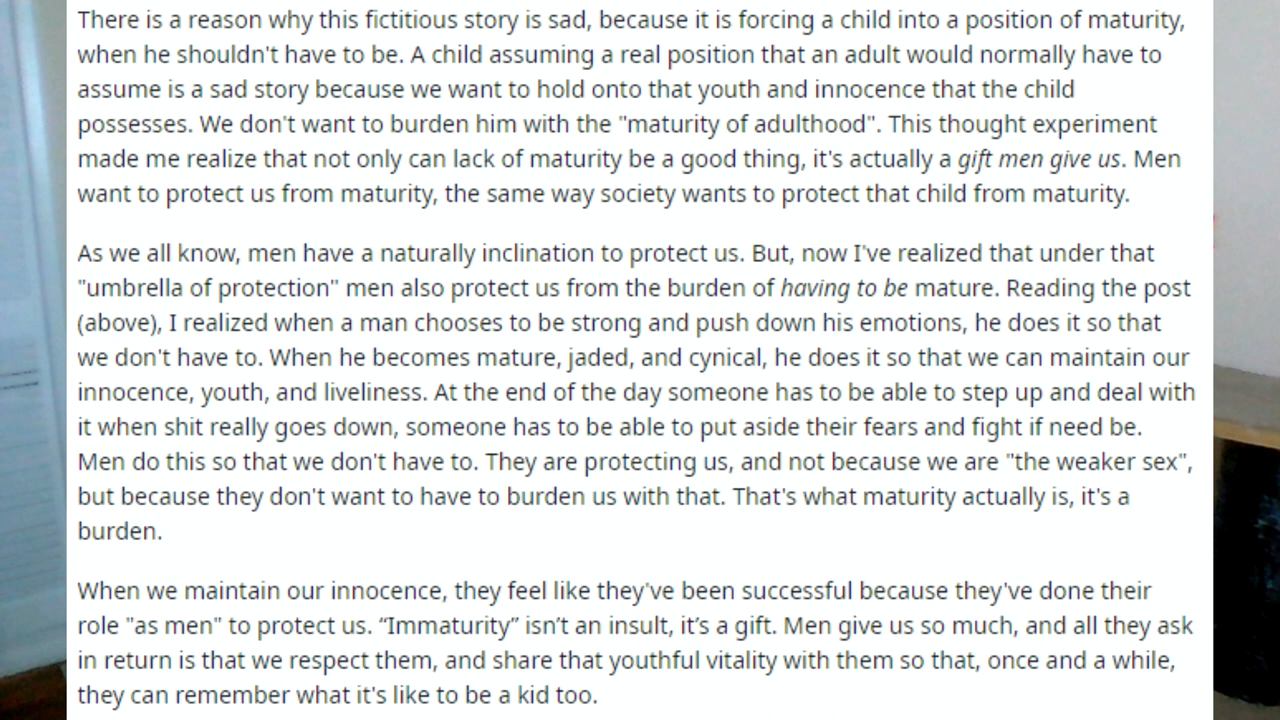 There is a reason why this fictitious story is sad, because it is forcing a child into a position of maturity,
when he shouldn't have to be. A child assuming a real position that an adult would normally have to
assume is a sad story because we want to hold onto that youth and innocence that the child
possesses. We don't want to burden him with the "maturity of adulthood". This thought experiment
made me realize that not only can lack of maturity be a good thing, it's actually a gift men give us. Men
want to protect us from maturity, the same way society wants to protect that child from maturity.
As we all know, men have a naturally inclination to protect us. But, now I've realized that under that
"umbrella of protection" men also protect us from the burden of having to be mature. Reading the post
(above), I realized when a man chooses to be strong and push down his emotions, he does it so that
we don't have to. When he becomes mature, jaded, and cynical, he does it so that we can maintain our
innocence, youth, and liveliness. At the end of the day someone has to be able to step up and deal with
it when shit really goes down, someone has to be able to put aside their fears and fight if need be.
Men do this so that we don't have to. They are protecting us, and not because we are "the weaker sex",
but because they don't want to have to burden us with that. That's what maturity actually is, it's a
burden.
When we maintain our innocence, they feel like they've been successful because they've done their
role "as men" to protect us. “Immaturity” isn’t an insult, it’s a gift. Men give us so much, and all they ask
in return is that we respect them, and share that youthful vitality with them so that, once and a while,
they can remember what it's like to be a kid too.